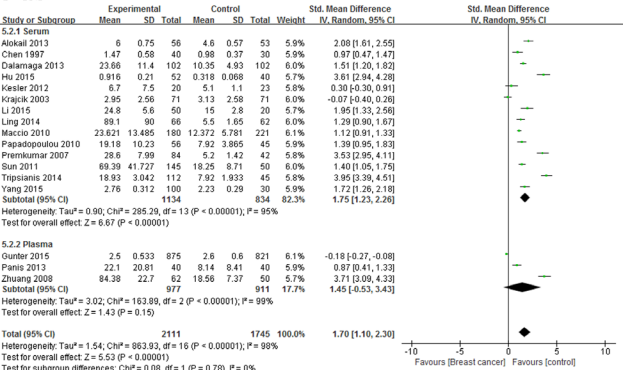 Experimental Control Std. Mean Difference Std. Mean Difference
Study or Subgroup Mean SD Total Mean SD Total Weight IV, Random, 95% CI IV, Random, 95% CI
5.2.1 Serum
Alokail 2013 6 0.75 56 4.6 0.57 53 5.9% 2.08 [1.61, 2.55]
Chen 1997 1.47 0.58 40 0.98 0.37 30 5.9% 0.97 [0.47, 1.47]
Dalamaga 2013 23.66 11.4 102 10.35 4.93 102 6.0% 1.51 [1.20, 1.82]
Hu 2015 0.916 0.21 52 0.318 0.068 40 5.7% 3.61 [2.94, 4.28]
Kesler 2012 6.7 7.5 20 5.1 1.1 23 5.8% 0.30 [-0.30, 0.91]
Krajcik 2003 2.95 2.56 71 3.13 2.58 71 6.0% -0.07 [-0.40, 0.26]
Li 2015 24.8 5.6 50 15 2.8 20 5.8% 1.95 [1.33, 2.56]
Ling 2014 89.1 90 66 5.5 1.65 62 6.0% 1.29 [0.90, 1.67]
Maccio 2010 23.621 13.485 180 12.372 5.781 221 6.1% 1.12 [0.91, 1.33]
Papadopoulou 2010 19.18 10.23 56 7.92 3.865 45 5.9% 1.39 [0.95, 1.83]
Premkumar 2007 28.6 7.99 84 5.2 1.42 42 5.7% 3.53 [2.95, 4.11]
Sun 2011 69.39 41.727 145 18.25 8.71 50 6.0% 1.40 [1.05, 1.75]
Tripsianis 2014 18.93 3.042 112 7.92 1.933 45 5.8% 3.95 [3.39, 4.51]
Yang 2015 2.76 0.312 100 2.23 0.29 30 5.9% 1.72 [1.26, 2.18]
Subtotal (95% CI) 1134 834 82.3% 1.75 [1.23, 2.26]
Heterogeneity: Tau² = 0.90; Chi² = 285.29, df = 13 (P < 0.00001); I² = 95%
Test for overall effect: Z = 6.67 (P < 0.00001)
5.2.2 Plasma
Gunter 2015 2.5 0.533 875 2.6 0.6 821 6.1% -0.18 [-0.27, -0.08]
Panis 2013 22.1 20.81 40 8.14 8.41 40 5.9% 0.87 [0.41, 1.33]
Zhuang 2008 84.38 22.7 62 18.56 7.37 50 5.7% 3.71 [3.09, 4.33]
Subtotal (95% CI) 977 911 17.7% 1.45 [-0.53, 3.43]
Heterogeneity: Tau² = 3.02; Chi² = 163.89, df = 2 (P < 0.00001); I² = 99%
Test for overall effect: Z = 1.43 (P = 0.15)
Total (95% CI) 2111 1745 100.0% 1.70 [1.10, 2.30]
Heterogeneity: Tau² = 1.54; Chi² = 863.93, df = 16 (P < 0.00001); I² = 98%
Test for overall effect: Z = 5.53 (P < 0.00001)
Test for subgroup differences: Chi² = 0.08, df = 1 (P = 0.78), I² = 0%
-10 -5 0 5 10
Favours [Breast cancer] Favours [control]